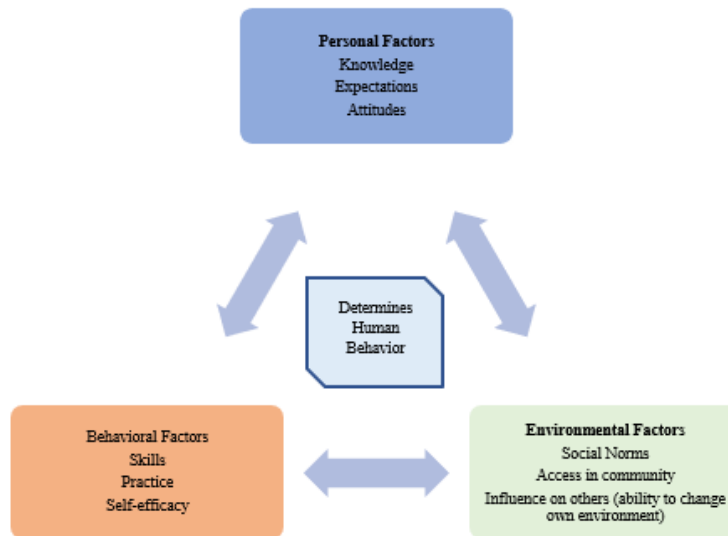 Personal Factors
Knowledge
Expectations
Attitudes
Determines
Human
Behavior
Behavioral Factors
Skills
Practice
Self-efficacy
Environmental Factors
Social Norms
Access in community
Influence on others (ability to change
own environment)